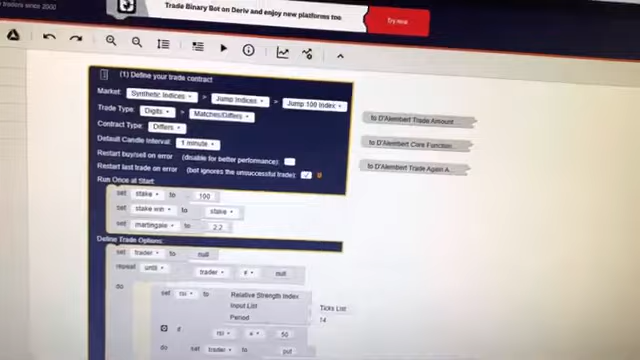 traders since 2000
Trade Binary Bot on Deriv and enjoy new platforms too
Try now
(1) Define your trade contract
Market: Synthetic Indices > Jump Indices > Jump 100 Index
Trade Type: Digits > Matches/Differs
Contract Type: Differs
Default Candle Interval: 1 minute
Restart buy/sell on error (disable for better performance):
Restart last trade on error (bot ignores the unsuccessful trade):
Run Once at Start:
set stake to 100
set stake win to stake
set martingale to 2.2
Define Trade Options:
set trader to null
repeat until trader ≠ null
do
set rsi to Relative Strength Index
Input List Ticks List
Period 14
if rsi 50
do set trader to put
to D'Alembert Trade Amount...
to D'Alembert Core Function...
to D'Alembert Trade Again A...